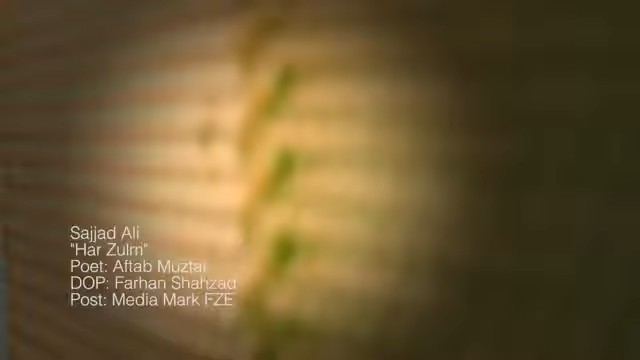 Sajjad Ali
"Har Zulm"
Poet: Aftab Muztar
DOP: Farhan Shahzad
Post: Media Mark FZE